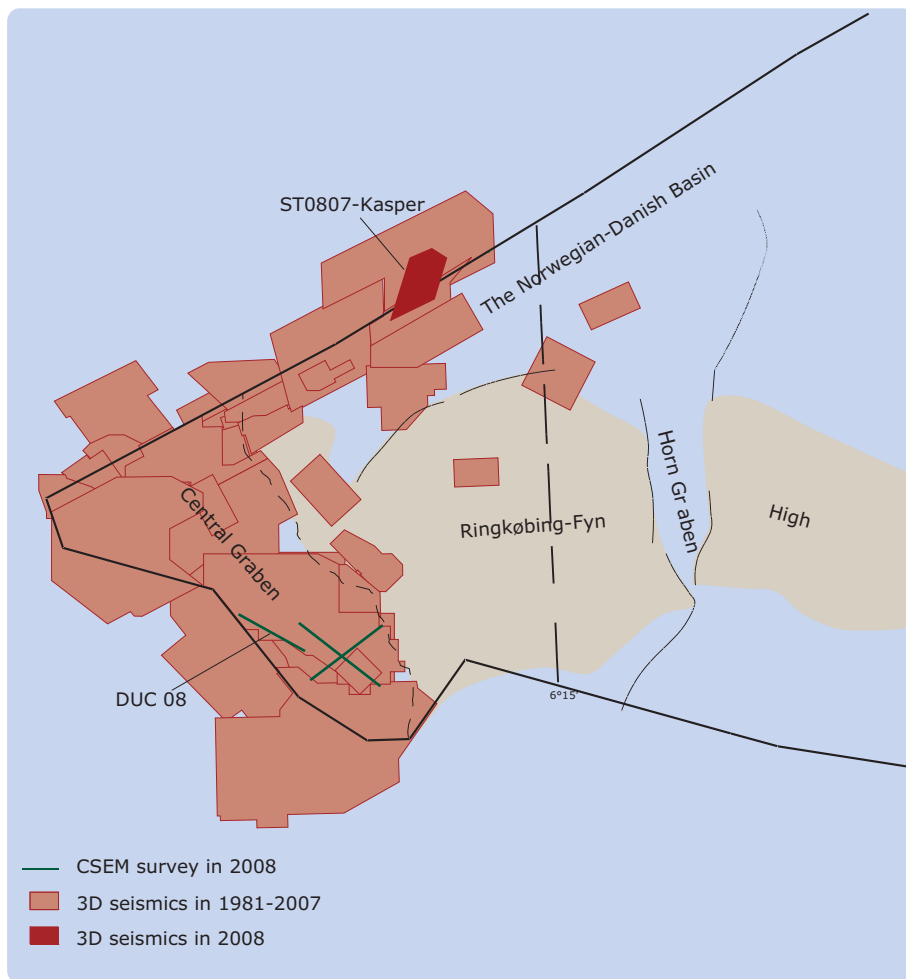 ST0807-Kasper
The Norwegian-Danish Basin
Horn Gr aben
Central Graben
Ringkøbing-Fyn
High
DUC 08
6°15'
CSEM survey in 2008
3D seismics in 1981-2007
3D seismics in 2008